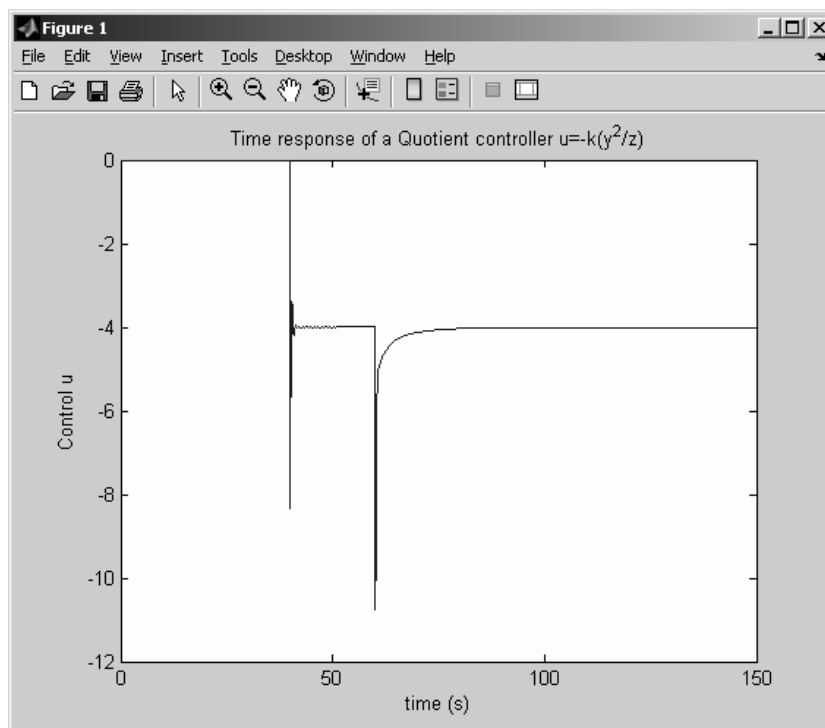 Figure 1
File Edit View Insert Tools Desktop Window Help
Time response of a Quotient controller u=-k(y²/z)
0
-2
-4
-6
-8
-10
-12
Control u
0 50 100 150
time (s)